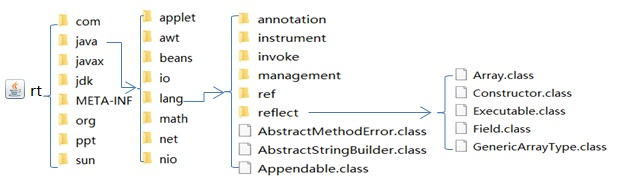 rt
com
java
javax
jdk
META-INF
org
ppt
sun
applet
awt
beans
io
lang
math
net
nio
annotation
instrument
invoke
management
ref
reflect
AbstractMethodError.class
AbstractStringBuilder.class
Appendable.class
Array.class
Constructor.class
Executable.class
Field.class
GenericArrayType.class